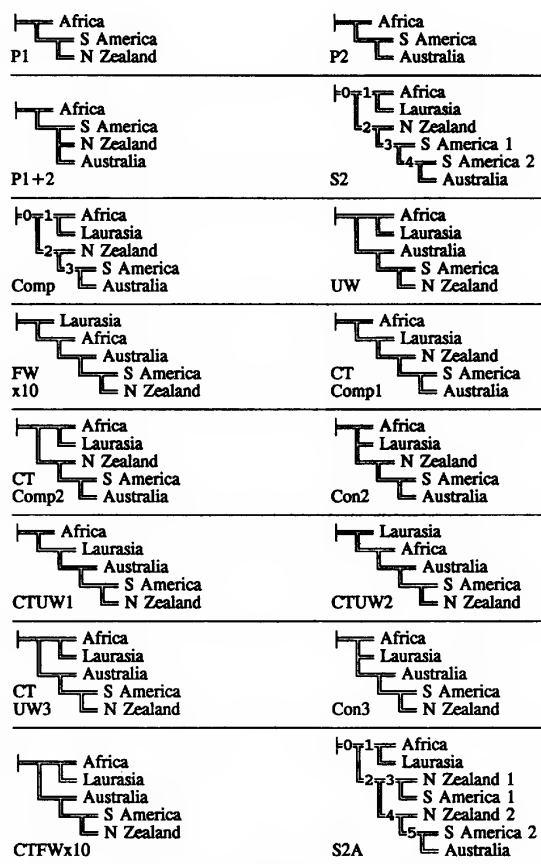 Africa
S America
P1 N Zealand
Africa
S America
P2 Australia
Africa
S America
N Zealand
P1+2 Australia
0 1 Africa
Laurasia
2 N Zealand
3 S America 1
4 S America 2
S2 Australia
0 1 Africa
Laurasia
2 N Zealand
3 S America
Comp Australia
Africa
Laurasia
Australia
S America
UW N Zealand
Laurasia
Africa
Australia
FW S America
x10 N Zealand
Africa
Laurasia
N Zealand
CT S America
Comp1 Australia
Africa
Laurasia
N Zealand
CT S America
Comp2 Australia
Africa
Laurasia
N Zealand
S America
Con2 Australia
Africa
Laurasia
Australia
S America
CTUW1 N Zealand
Laurasia
Africa
Australia
S America
CTUW2 N Zealand
Africa
Laurasia
Australia
CT S America
UW3 N Zealand
Africa
Laurasia
Australia
S America
Con3 N Zealand
Africa
Laurasia
Australia
S America
N Zealand
CTFWx10
0 1 Africa
Laurasia
2 3 N Zealand 1
S America 1
4 N Zealand 2
5 S America 2
S2A Australia